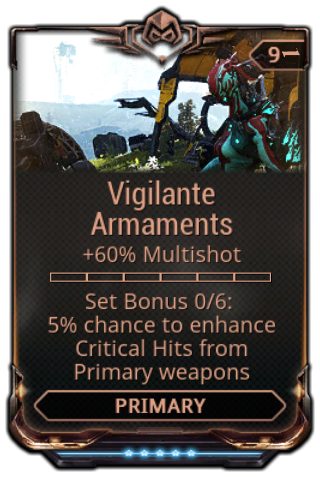 9
Vigilante
Armaments
+60% Multishot
Set Bonus 0/6:
5% chance to enhance
Critical Hits from
Primary weapons
PRIMARY